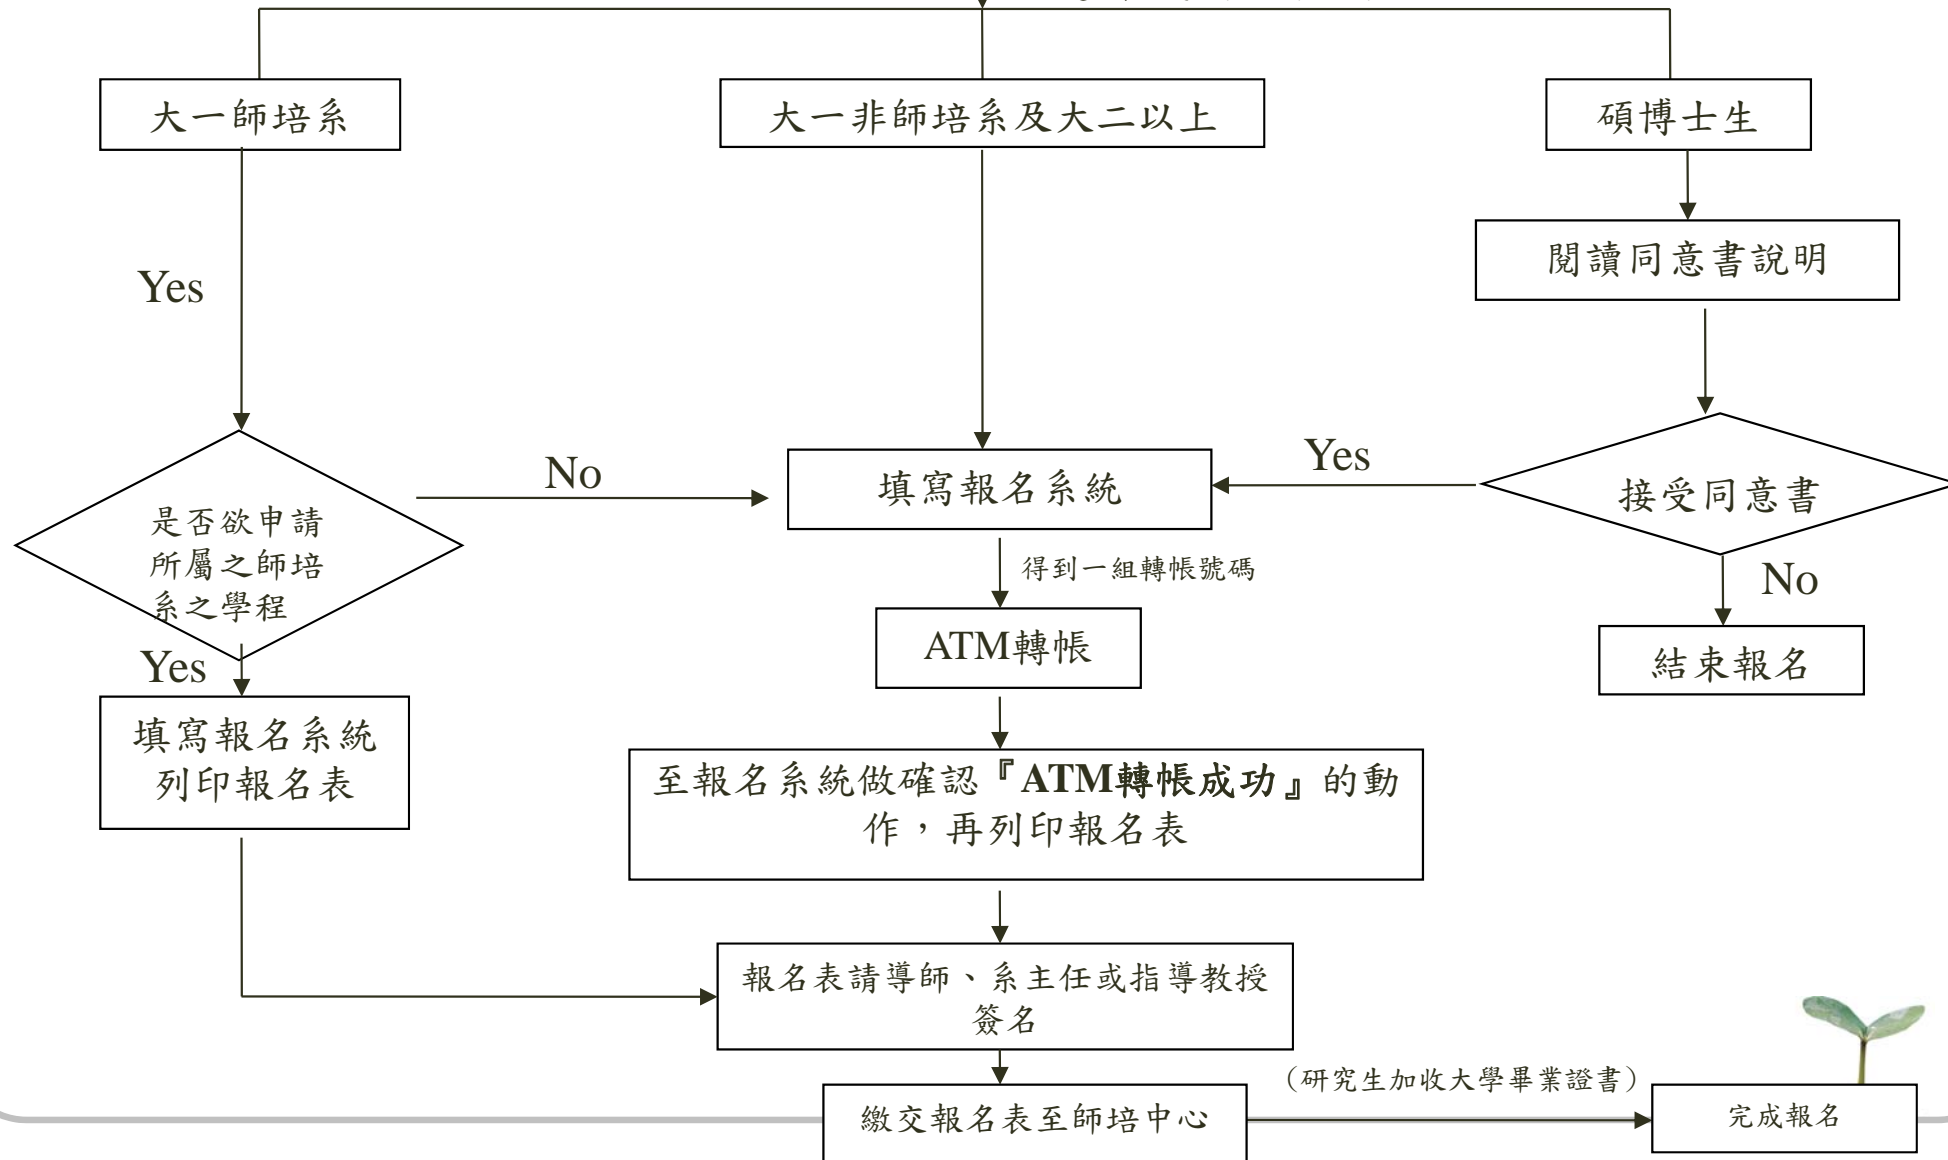 大一師培系
大一非師培系及大二以上
碩博士生
閱讀同意書說明
Yes
No
Yes
填寫報名系統
接受同意書
是否欲申請
所屬之師培
系之學程
得到一組轉帳號碼
No
ATM轉帳
結束報名
Yes
填寫報名系統
列印報名表
至報名系統做確認『ATM轉帳成功』的動
作，再列印報名表
報名表請導師、系主任或指導教授
簽名
（研究生加收大學畢業證書）
繳交報名表至師培中心
完成報名